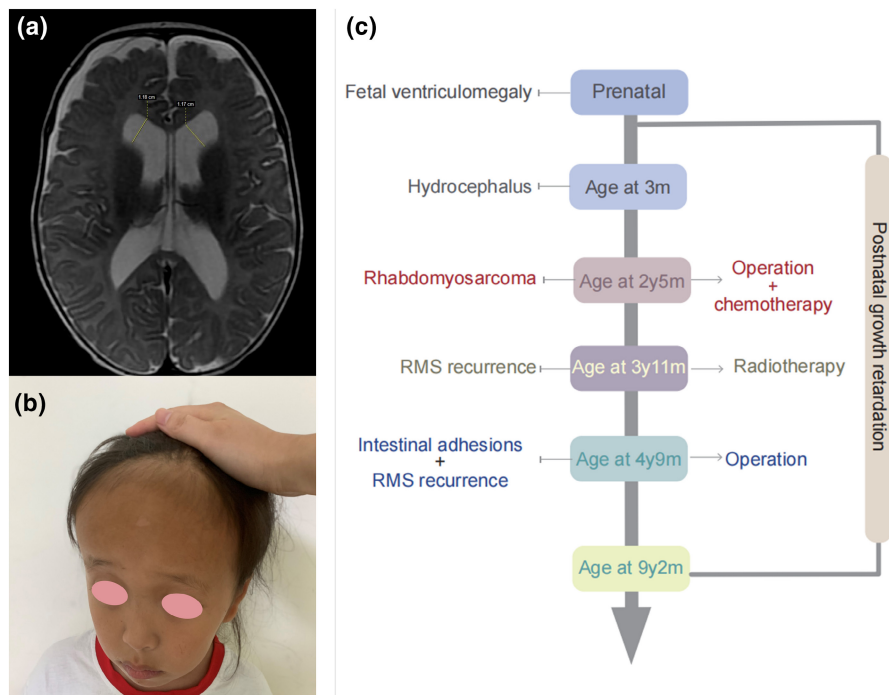 (a)
1.18 cm
1.17 cm
(b)
(c)
Fetal ventriculomegaly
Prenatal
Hydrocephalus
Age at 3m
Rhabdomyosarcoma
Age at 2y5m
Operation
+
chemotherapy
RMS recurrence
Age at 3y11m
Radiotherapy
Intestinal adhesions
+
RMS recurrence
Age at 4y9m
Operation
Age at 9y2m
Postnatal growth retardation